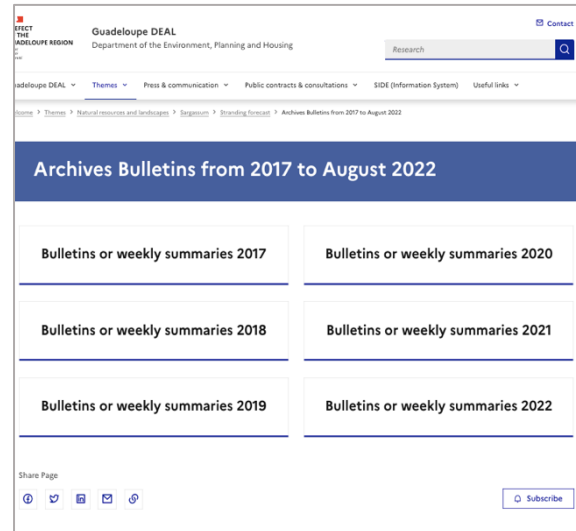 Contact
Guadeloupe DEAL
Department of the Environment, Planning and Housing
THE
REGION
Research
DEAL Themes Press & communication Public contracts & consultations SIDE (Information System) Useful links
> Themes > Natural resources and landscapes > Sargassum > Stranding forecast > Archives Bulletins from 2017 to August 2022
Archives Bulletins from 2017 to August 2022
Bulletins or weekly summaries 2017
Bulletins or weekly summaries 2020
Bulletins or weekly summaries 2018
Bulletins or weekly summaries 2021
Bulletins or weekly summaries 2019
Bulletins or weekly summaries 2022
Share Page
Subscribe